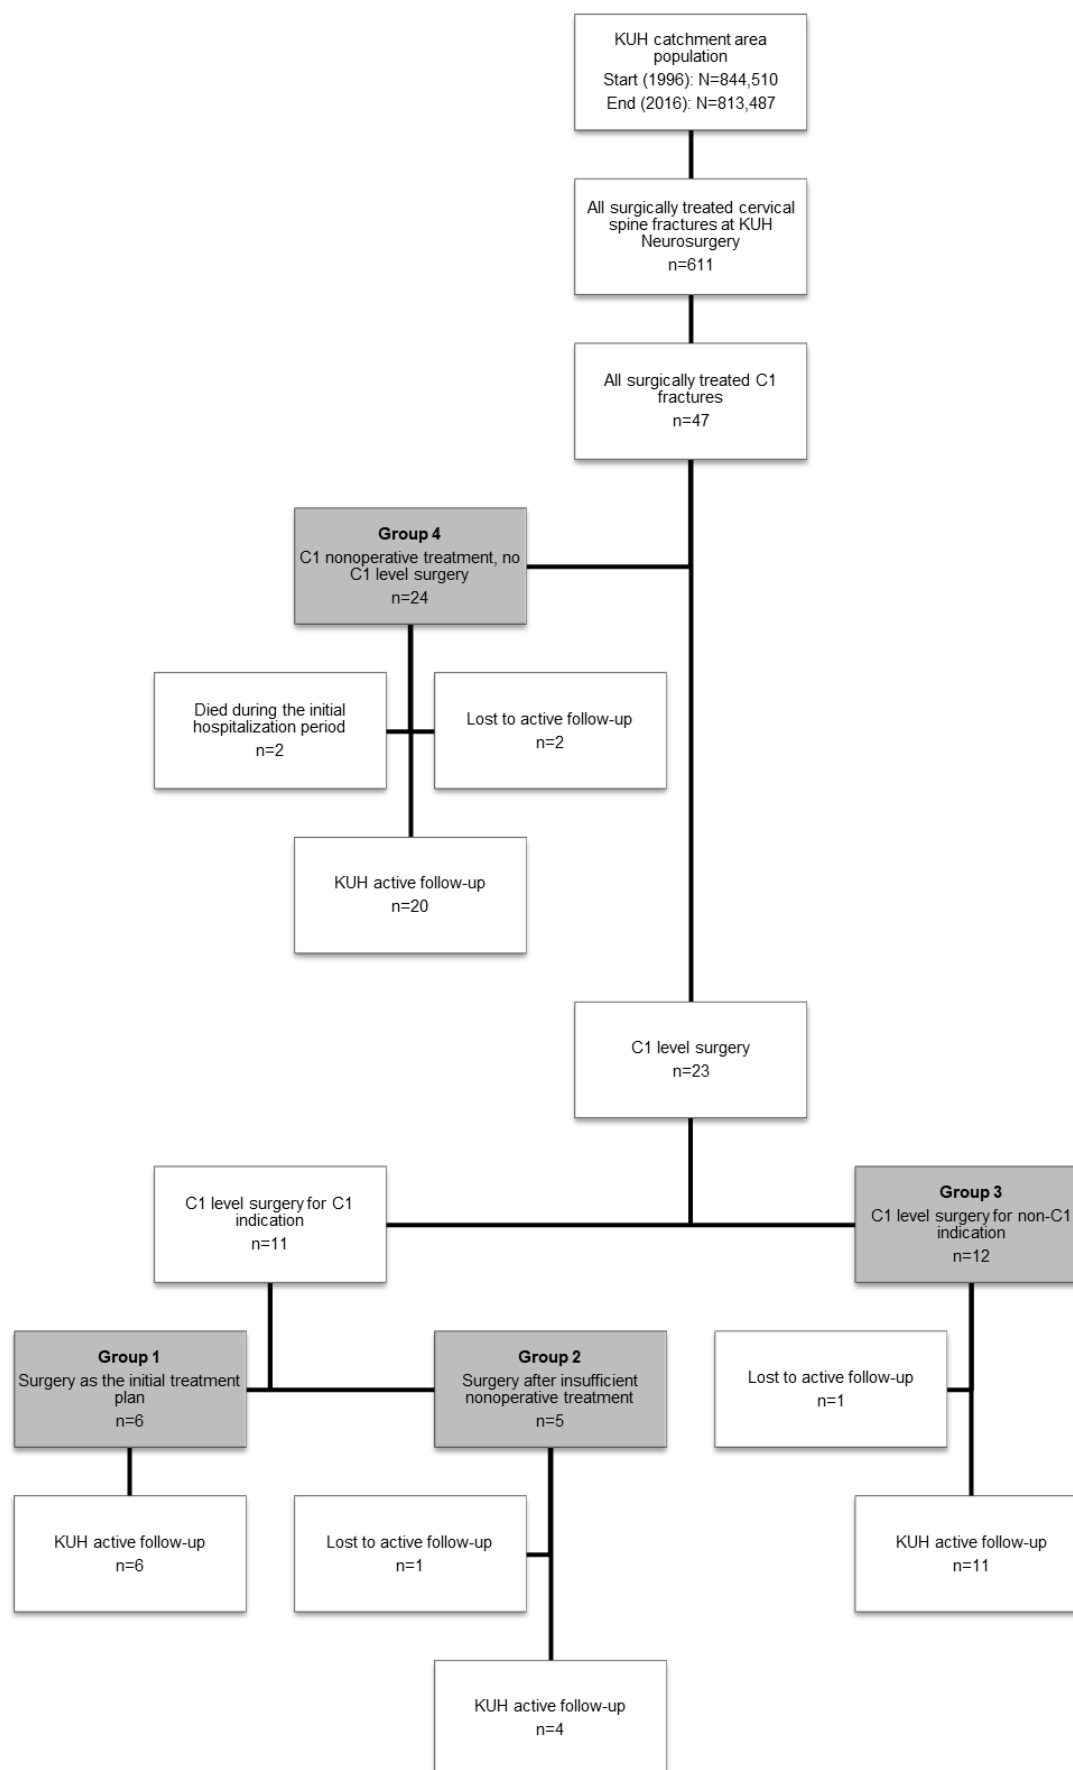 KUH catchment area
population
Start (1996): N=844,510
End (2016): N=813,487
All surgically treated cervical
spine fractures at KUH
Neurosurgery
n=611
All surgically treated C1
fractures
n=47
Group 4
C1 nonoperative treatment, no
C1 level surgery
n=24
Died during the initial
hospitalization period
n=2
Lost to active follow-up
n=2
KUH active follow-up
n=20
C1 level surgery
n=23
C1 level surgery for C1
indication
n=11
Group 3
C1 level surgery for non-C1
indication
n=12
Group 1
Surgery as the initial treatment
plan
n=6
Group 2
Surgery after insufficient
nonoperative treatment
n=5
Lost to active follow-up
n=1
KUH active follow-up
n=6
Lost to active follow-up
n=1
KUH active follow-up
n=11
KUH active follow-up
n=4